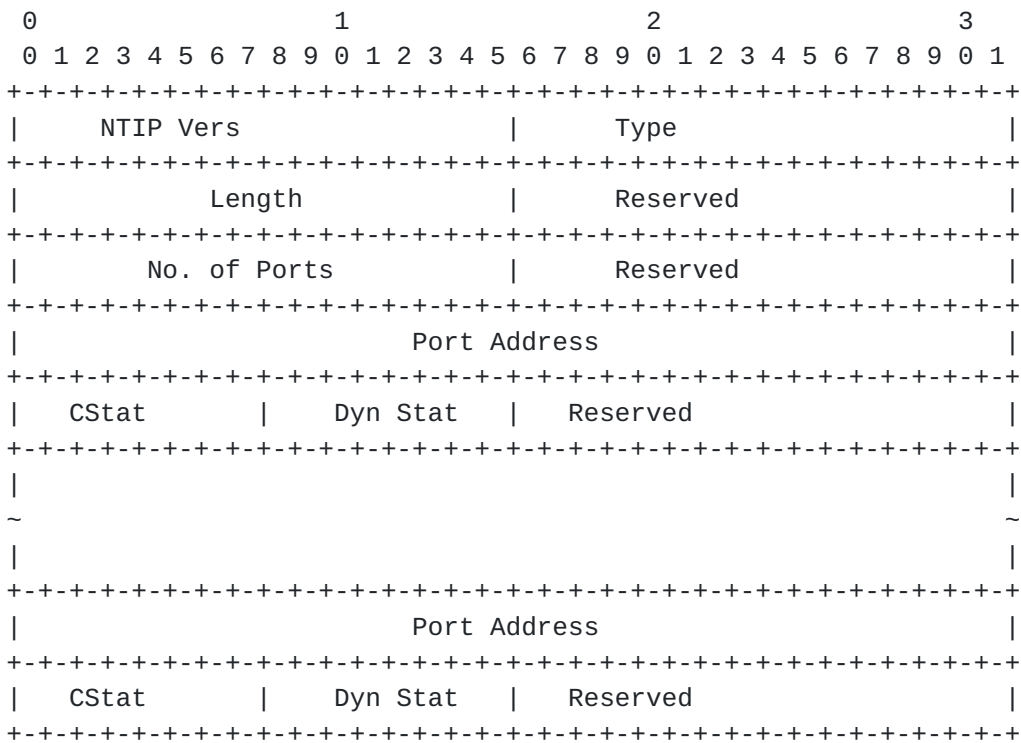 0                   1                   2                   3
 0 1 2 3 4 5 6 7 8 9 0 1 2 3 4 5 6 7 8 9 0 1 2 3 4 5 6 7 8 9 0 1
+-+-+-+-+-+-+-+-+-+-+-+-+-+-+-+-+-+-+-+-+-+-+-+-+-+-+-+-+-+-+-+-+
|     NTIP Vers                 |      Type                     |
+-+-+-+-+-+-+-+-+-+-+-+-+-+-+-+-+-+-+-+-+-+-+-+-+-+-+-+-+-+-+-+-+
|            Length             |      Reserved                 |
+-+-+-+-+-+-+-+-+-+-+-+-+-+-+-+-+-+-+-+-+-+-+-+-+-+-+-+-+-+-+-+-+
|        No. of Ports           |      Reserved                 |
+-+-+-+-+-+-+-+-+-+-+-+-+-+-+-+-+-+-+-+-+-+-+-+-+-+-+-+-+-+-+-+-+
|                         Port Address                          |
+-+-+-+-+-+-+-+-+-+-+-+-+-+-+-+-+-+-+-+-+-+-+-+-+-+-+-+-+-+-+-+-+
|   CStat       |    Dyn Stat   |   Reserved                    |
+-+-+-+-+-+-+-+-+-+-+-+-+-+-+-+-+-+-+-+-+-+-+-+-+-+-+-+-+-+-+-+-+
|                                                               |
~                                                               ~
|                                                               |
+-+-+-+-+-+-+-+-+-+-+-+-+-+-+-+-+-+-+-+-+-+-+-+-+-+-+-+-+-+-+-+-+
|                         Port Address                          |
+-+-+-+-+-+-+-+-+-+-+-+-+-+-+-+-+-+-+-+-+-+-+-+-+-+-+-+-+-+-+-+-+
|   CStat       |    Dyn Stat   |   Reserved                    |
+-+-+-+-+-+-+-+-+-+-+-+-+-+-+-+-+-+-+-+-+-+-+-+-+-+-+-+-+-+-+-+-+